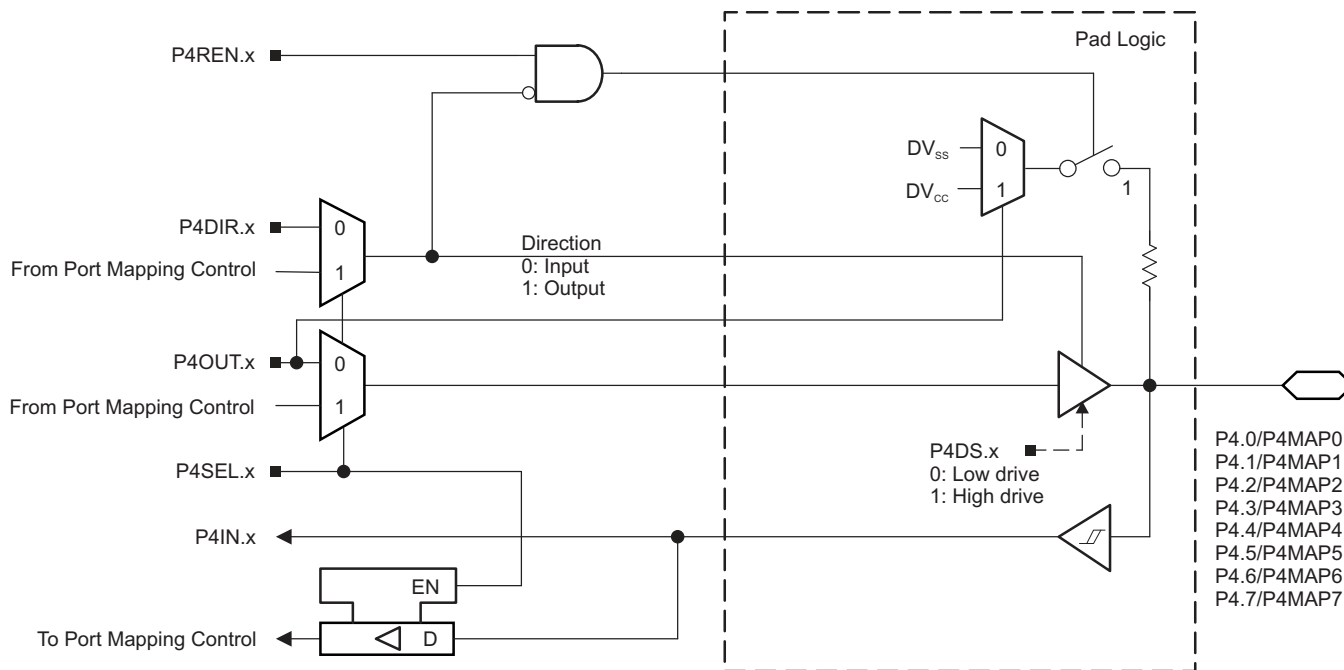 Pad Logic
P4REN.x
DVSS
0
DVCC
1
1
P4DIR.x
0
From Port Mapping Control
1
Direction
0: Input
1: Output
P4OUT.x
0
From Port Mapping Control
1
P4SEL.x
P4DS.x
0: Low drive
1: High drive
P4.0/P4MAP0
P4.1/P4MAP1
P4.2/P4MAP2
P4.3/P4MAP3
P4.4/P4MAP4
P4.5/P4MAP5
P4.6/P4MAP6
P4.7/P4MAP7
P4IN.x
EN
To Port Mapping Control
D